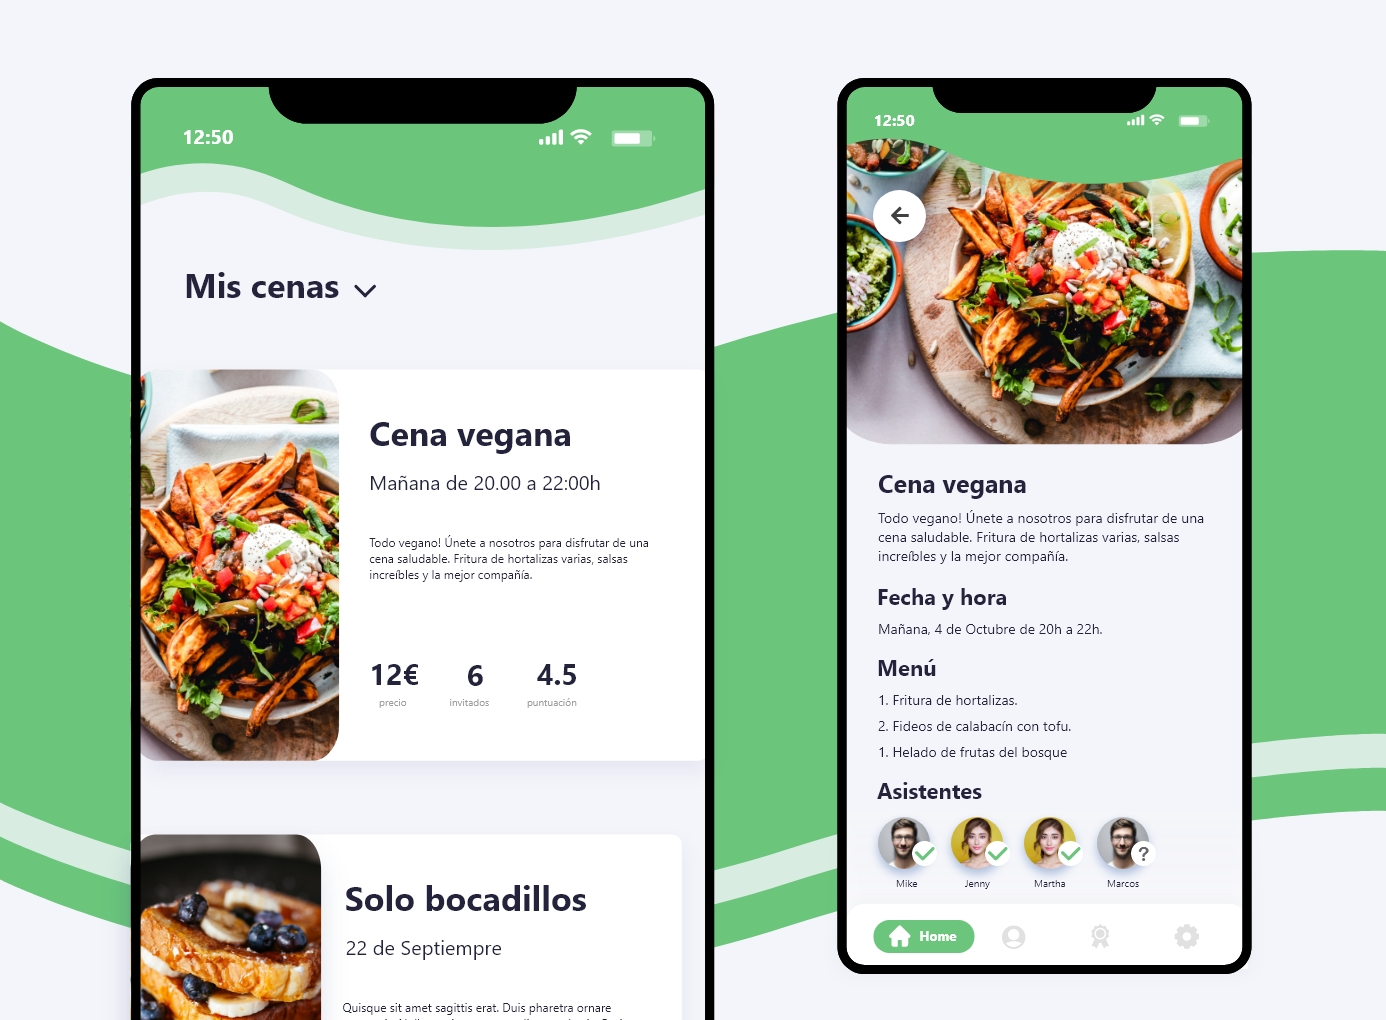 12:50
Mis cenas
Cena vegana
Mañana de 20.00 a 22:00h
Todo vegano! Únete a nosotros para disfrutar de una
cena saludable. Fritura de hortalizas varias, salsas
increíbles y la mejor compañía.
12€ 6 4.5
precio invitados puntuación
Solo bocadillos
22 de Septiembre
Quisque sit amet sagittis erat. Duis pharetra ornare
12:50
Cena vegana
Todo vegano! Únete a nosotros para disfrutar de una
cena saludable. Fritura de hortalizas varias, salsas
increíbles y la mejor compañía.
Fecha y hora
Mañana, 4 de Octubre de 20h a 22h.
Menú
1. Fritura de hortalizas.
2. Fideos de calabacín con tofu.
1. Helado de frutas del bosque
Asistentes
?
Mike Jenny Martha Marcos
Home